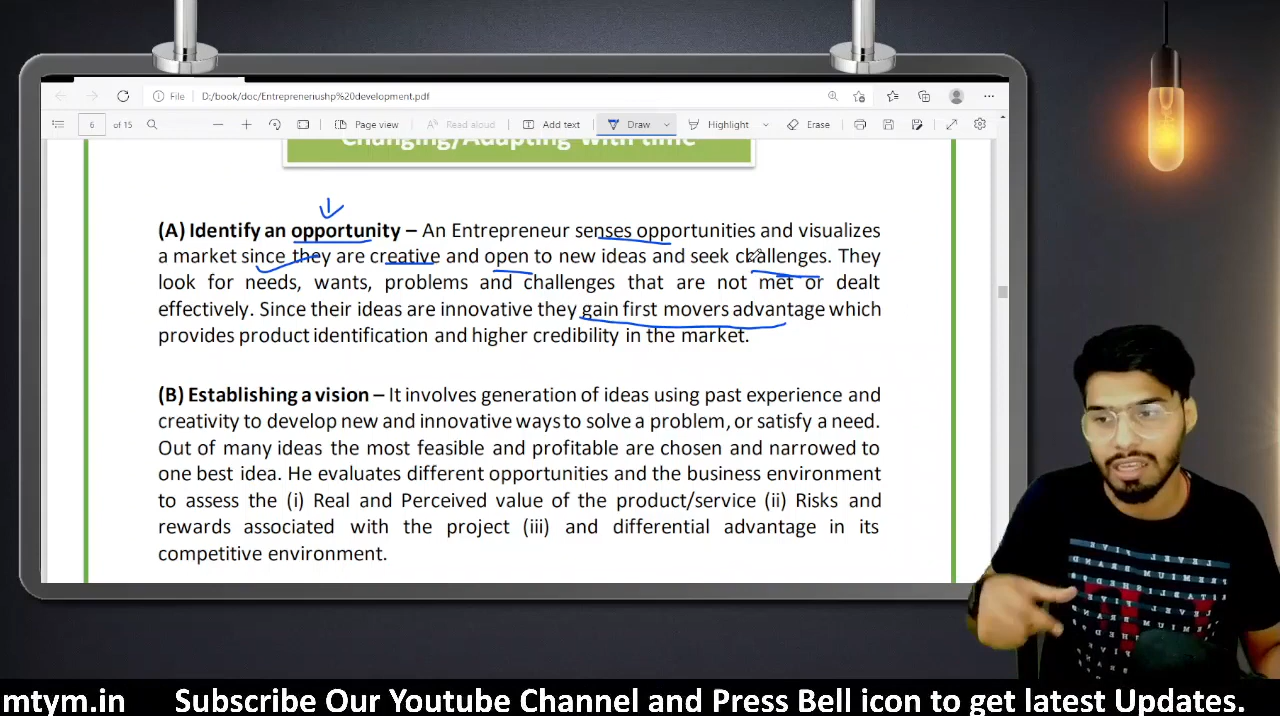 File
D:/book/doc/Entrepreneriushp%20development.pdf
6
of 15
Page view
Read aloud
Add text
Draw
Highlight
Erase
Changing/Adapting with time
(A) Identify an opportunity – An Entrepreneur senses opportunities and visualizes
a market since they are creative and open to new ideas and seek challenges. They
look for needs, wants, problems and challenges that are not met or dealt
effectively. Since their ideas are innovative they gain first movers advantage which
provides product identification and higher credibility in the market.
(B) Establishing a vision – It involves generation of ideas using past experience and
creativity to develop new and innovative ways to solve a problem, or satisfy a need.
Out of many ideas the most feasible and profitable are chosen and narrowed to
one best idea. He evaluates different opportunities and the business environment
to assess the (i) Real and Perceived value of the product/service (ii) Risks and
rewards associated with the project (iii) and differential advantage in its
competitive environment.
mtym.in Subscribe Our Youtube Channel and Press Bell icon to get latest Updates.